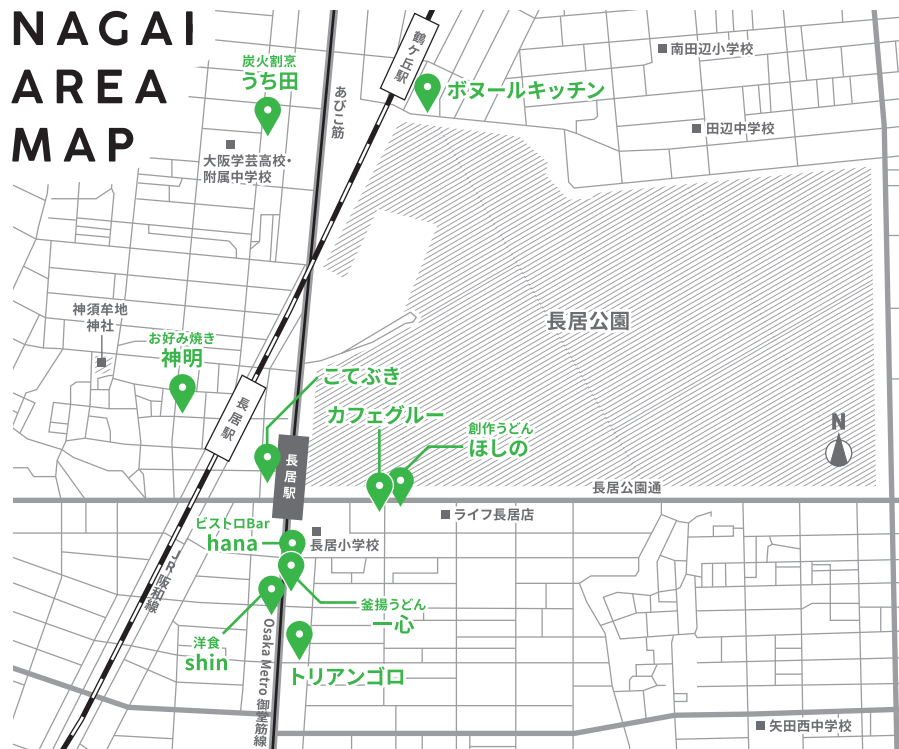 NAGAI
AREA
MAP
鶴ケ丘駅
南田辺小学校
炭火割烹
うち田
ボヌールキッチン
あびこ筋
田辺中学校
大阪学芸高校・
附属中学校
神須牟地
神社
長居公園
お好み焼き
神明
こてぶき
長居駅
カフェグルー
N
創作うどん
ほしの
長居駅
長居公園通
ライフ長居店
ビストロBar
hana
長居小学校
JR阪和線
釜揚うどん
一心
洋食
shin
Osaka Metro 御堂筋線
トリアンゴロ
矢田西中学校